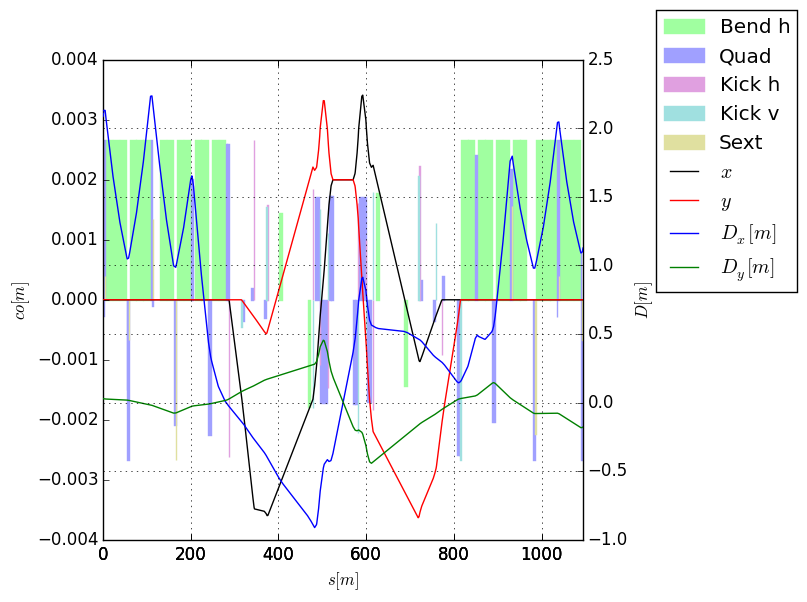 0.004
0.003
0.002
0.001
0.000
−0.001
−0.002
−0.003
−0.004
co[m]
0 200 400 600 800 1000
s[m]
2.5
2.0
1.5
1.0
0.5
0.0
−0.5
−1.0
D[m]
Bend h
Quad
Kick h
Kick v
Sext
x
y
D_x [m]
D_y [m]